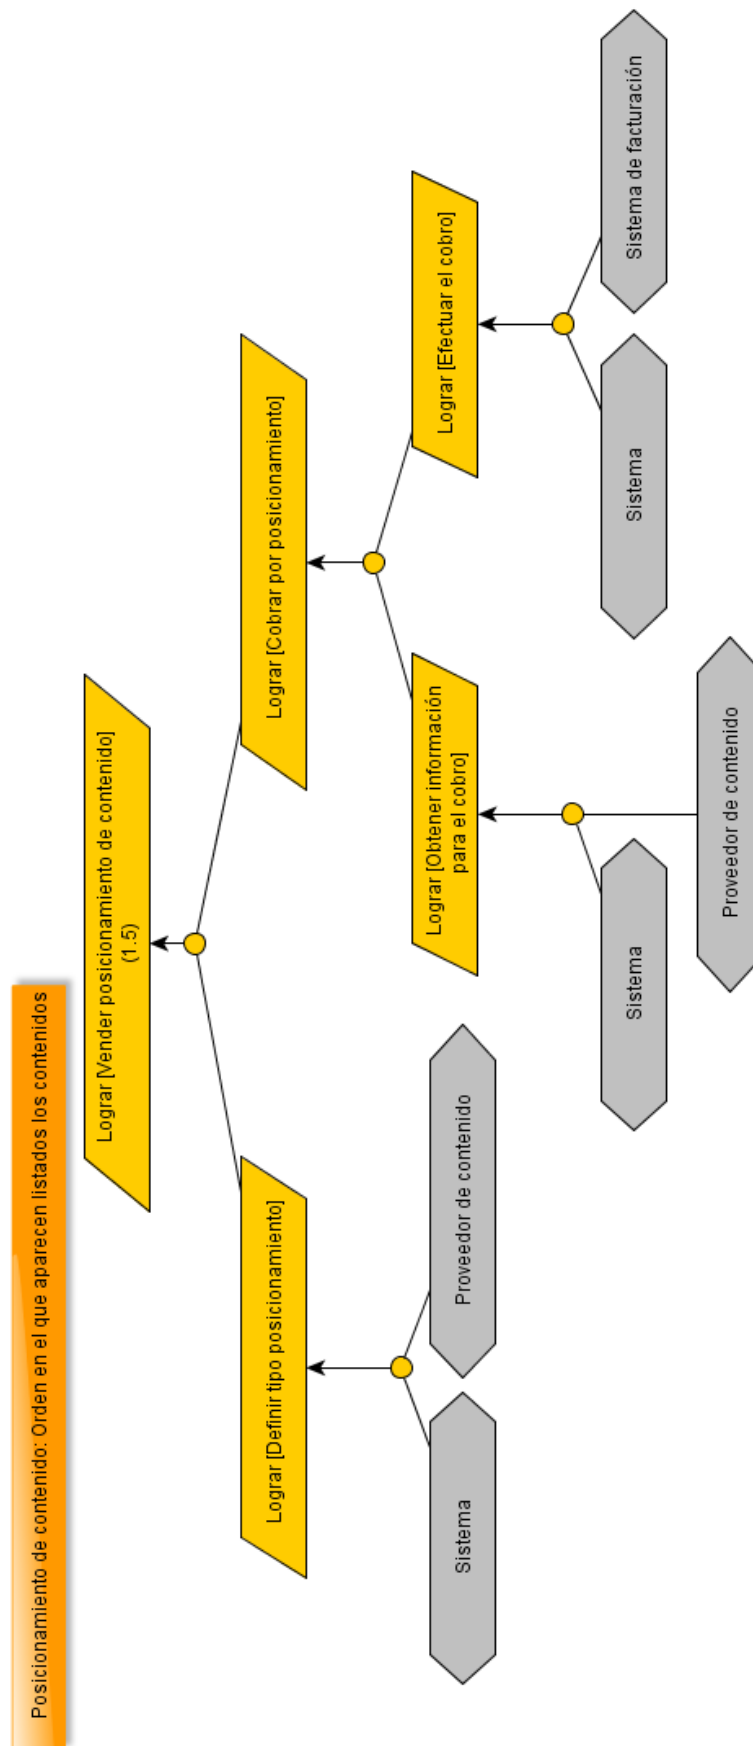 Posicionamiento de contenido: Orden en el que aparecen listados los contenidos
Lograr [Vender posicionamiento de contenido]
(1.5)
Lograr [Definir tipo posicionamiento]
Lograr [Cobrar por posicionamiento]
Sistema
Proveedor de contenido
Lograr [Obtener información
para el cobro]
Lograr [Efectuar el cobro]
Sistema
Proveedor de contenido
Sistema
Sistema de facturación